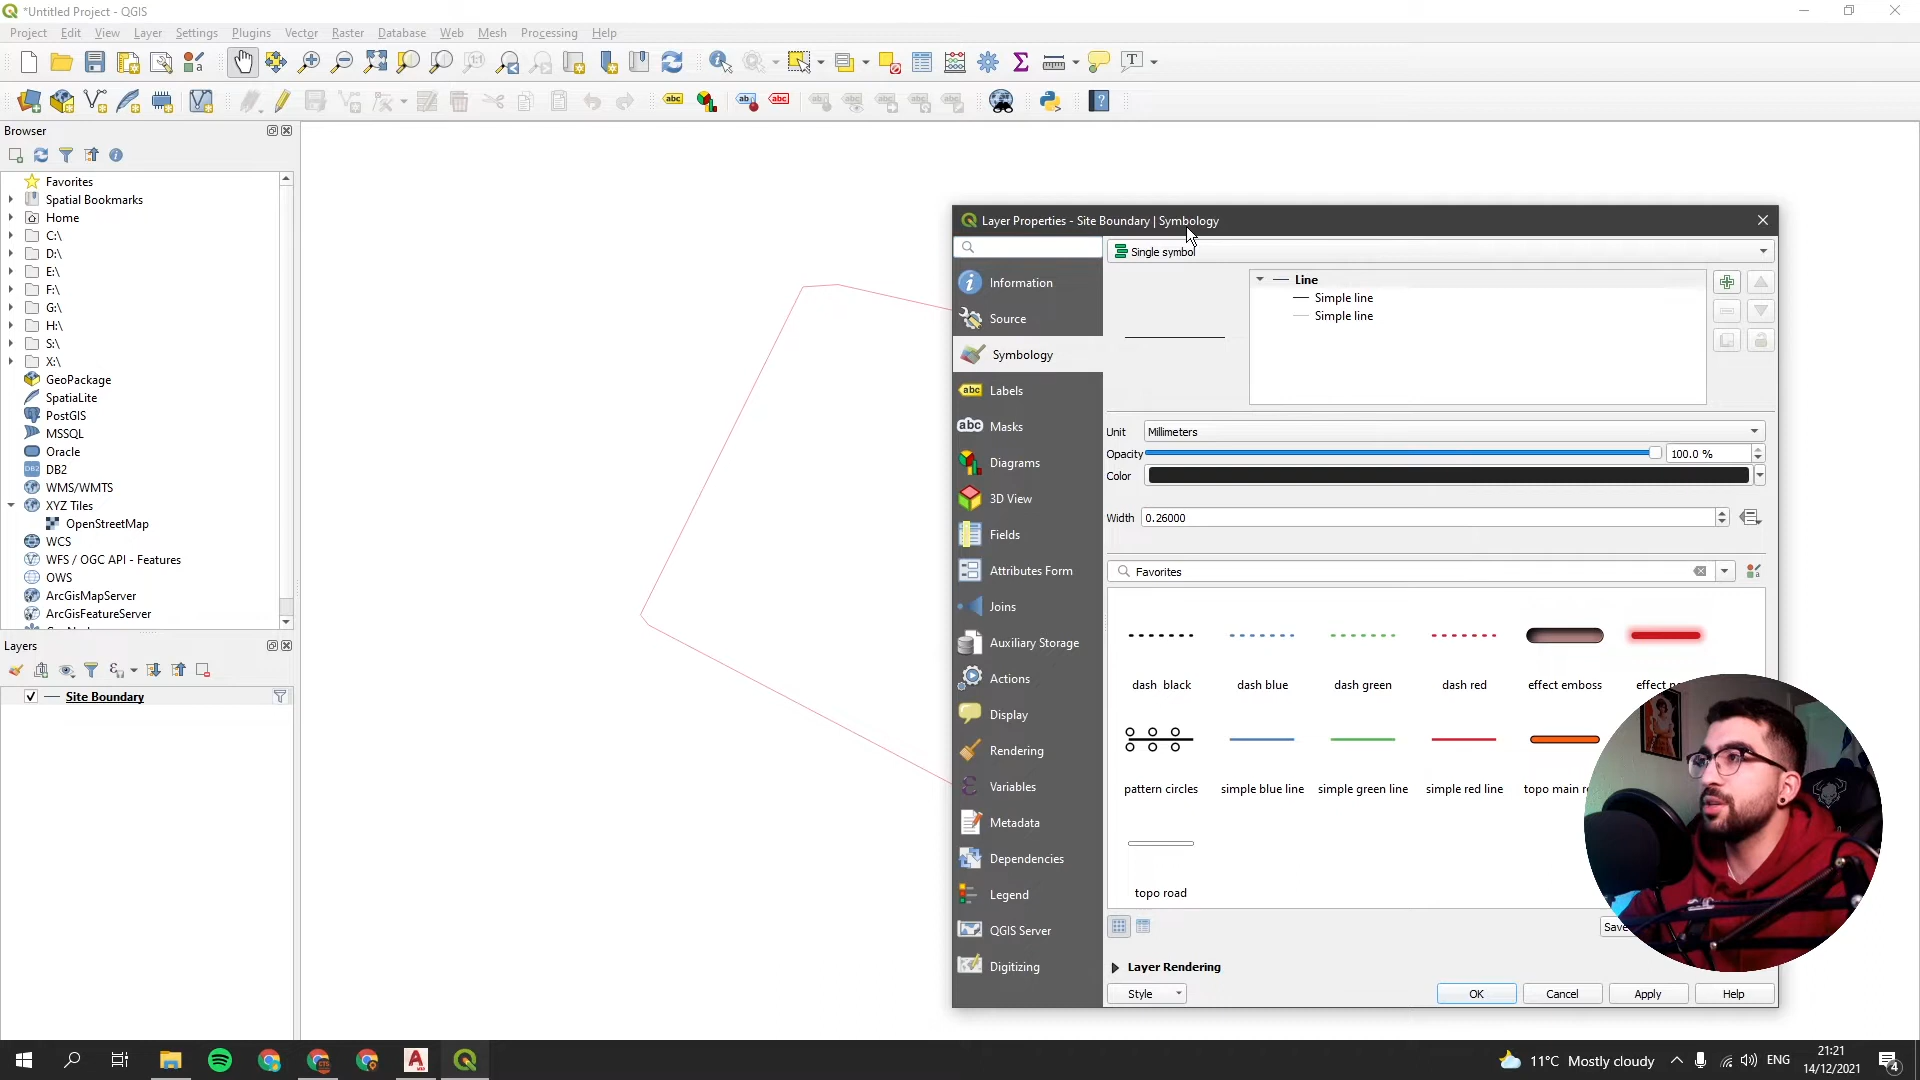 *Untitled Project - QGIS
Project Edit View Layer Settings Plugins Vector Raster Database Web Mesh Processing Help
Browser
Favorites
Spatial Bookmarks
Home
C:\
D:\
E:\
F:\
G:\
H:\
S:\
X:\
GeoPackage
SpatiaLite
PostGIS
MSSQL
Oracle
DB2
WMS/WMTS
XYZ Tiles
OpenStreetMap
WCS
WFS / OGC API - Features
OWS
ArcGisMapServer
ArcGisFeatureServer
Layers
Site Boundary
Layer Properties - Site Boundary | Symbology
Information
Source
Symbology
Labels
Masks
Diagrams
3D View
Fields
Attributes Form
Joins
Auxiliary Storage
Actions
Display
Rendering
Variables
Metadata
Dependencies
Legend
QGIS Server
Digitizing
Single symbol
Line
Simple line
Simple line
Unit Millimeters
Opacity 100.0 %
Color
Width 0.26000
Favorites
dash  black dash blue dash green dash red effect emboss effect
pattern circles simple blue line simple green line simple red line topo main
topo road
Save
Layer Rendering
Style OK Cancel Apply Help
11°C Mostly cloudy ENG
21:21
14/12/2021
4